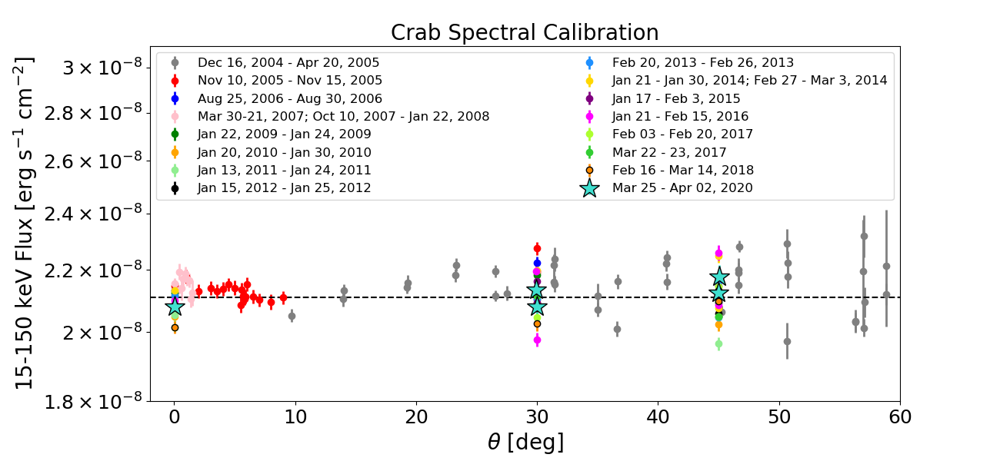 Crab Spectral Calibration
15-150 keV Flux [erg s⁻¹ cm⁻²]
3 × 10⁻⁸
2.8 × 10⁻⁸
2.6 × 10⁻⁸
2.4 × 10⁻⁸
2.2 × 10⁻⁸
2 × 10⁻⁸
1.8 × 10⁻⁸
Dec 16, 2004 - Apr 20, 2005
Nov 10, 2005 - Nov 15, 2005
Aug 25, 2006 - Aug 30, 2006
Mar 30-21, 2007; Oct 10, 2007 - Jan 22, 2008
Jan 22, 2009 - Jan 24, 2009
Jan 20, 2010 - Jan 30, 2010
Jan 13, 2011 - Jan 24, 2011
Jan 15, 2012 - Jan 25, 2012
Feb 20, 2013 - Feb 26, 2013
Jan 21 - Jan 30, 2014; Feb 27 - Mar 3, 2014
Jan 17 - Feb 3, 2015
Jan 21 - Feb 15, 2016
Feb 03 - Feb 20, 2017
Mar 22 - 23, 2017
Feb 16 - Mar 14, 2018
Mar 25 - Apr 02, 2020
0 10 20 30 40 50 60
θ [deg]